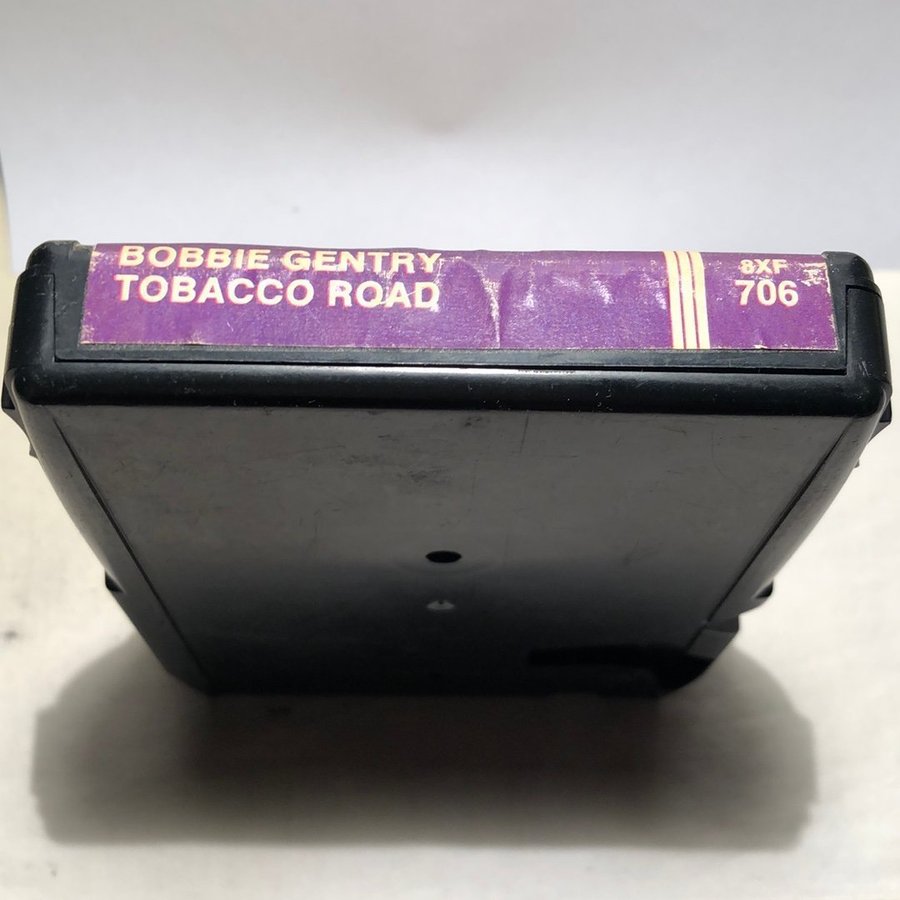 BOBBIE GENTRY
TOBACCO ROAD
8XF
706